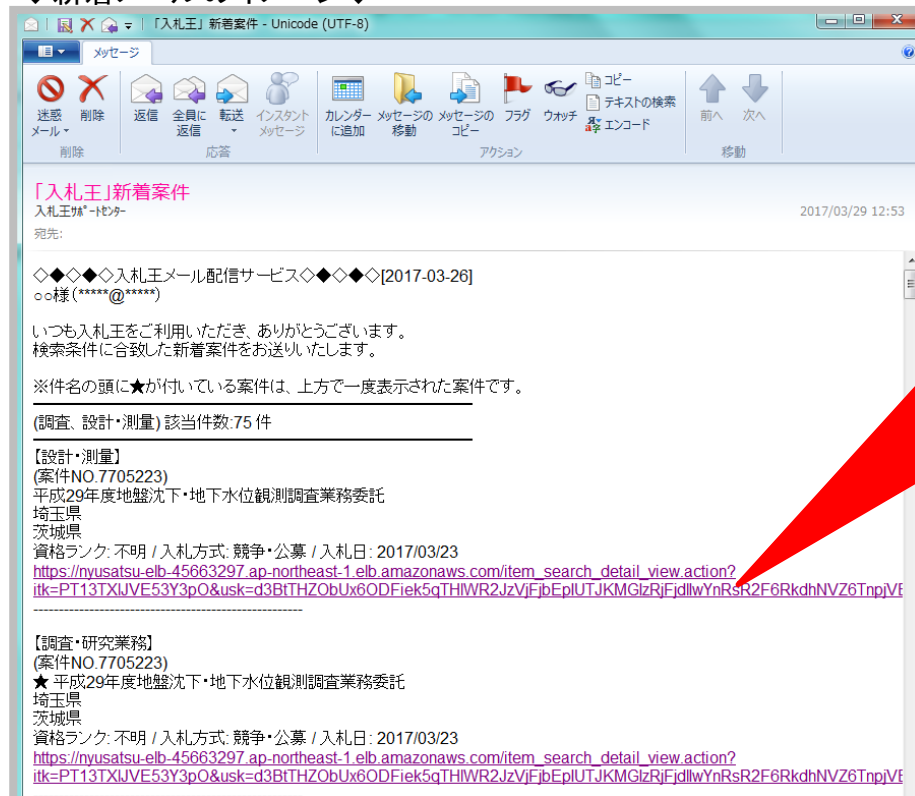 「入札王」新着案件 - Unicode (UTF-8)
メッセージ
迷惑メール
削除
返信
全員に返信
転送
インスタント メッセージ
カレンダーに追加
メッセージの移動
メッセージのコピー
フラグ
ウォッチ
コピー
テキストの検索
エンコード
前へ
次へ
削除
応答
アクション
移動
「入札王」新着案件
入札王ｻﾎﾟｰﾄｾﾝﾀｰ
2017/03/29 12:53
宛先:
◇◆◇◆◇入札王メール配信サービス◇◆◇◆◇[2017-03-26]
○○様(*****@*****)
いつも入札王をご利用いただき、ありがとうございます。
検索条件に合致した新着案件をお送りいたします。
※件名の頭に★が付いている案件は、上方で一度表示された案件です。
(調査、設計・測量) 該当件数:75 件
【設計・測量】
(案件NO.7705223)
平成29年度地盤沈下・地下水位観測調査業務委託
埼玉県
茨城県
資格ランク: 不明 / 入札方式: 競争・公募 / 入札日: 2017/03/23
https://nyusatsu-elb-45663297.ap-northeast-1.elb.amazonaws.com/item_search_detail_view.action?
【調査・研究業務】
(案件NO.7705223)
★ 平成29年度地盤沈下・地下水位観測調査業務委託
埼玉県
茨城県
資格ランク: 不明 / 入札方式: 競争・公募 / 入札日: 2017/03/23
https://nyusatsu-elb-45663297.ap-northeast-1.elb.amazonaws.com/item_search_detail_view.action?